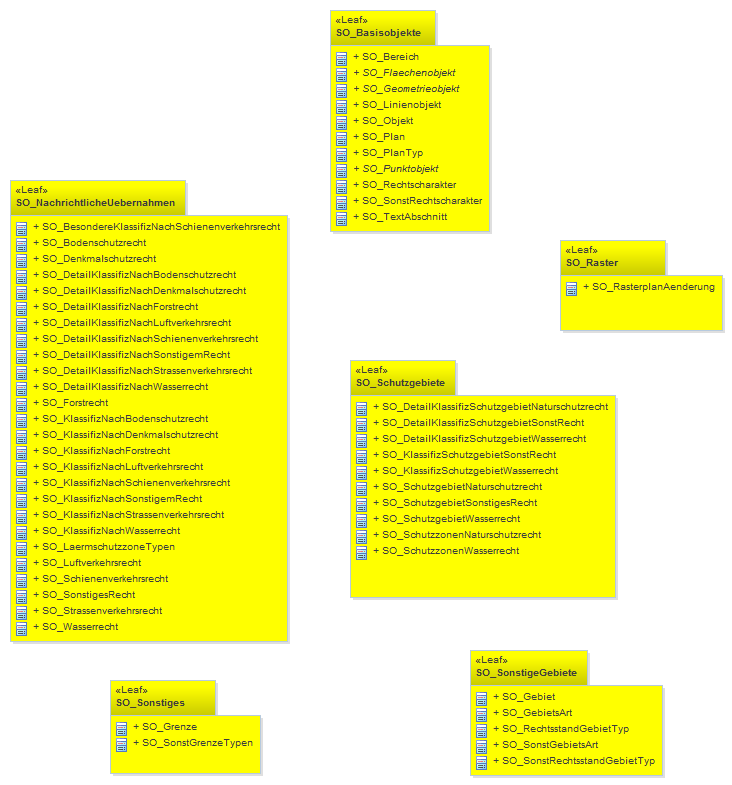 «Leaf»
SO_Basisobjekte
+ SO_Bereich
+ SO_Flaechenobjekt
+ SO_Geometrieobjekt
+ SO_Linienobjekt
+ SO_Objekt
+ SO_Plan
+ SO_PlanTyp
+ SO_Punktobjekt
+ SO_Rechtscharakter
+ SO_SonstRechtscharakter
+ SO_TextAbschnitt
«Leaf»
SO_NachrichtlicheUebernahmen
+ SO_BesondereKlassifizNachSchienenverkehrsrecht
+ SO_Bodenschutzrecht
+ SO_Denkmalschutzrecht
+ SO_DetailKlassifizNachBodenschutzrecht
+ SO_DetailKlassifizNachDenkmalschutzrecht
+ SO_DetailKlassifizNachForstrecht
+ SO_DetailKlassifizNachLuftverkehrsrecht
+ SO_DetailKlassifizNachSchienenverkehrsrecht
+ SO_DetailKlassifizNachSonstigemRecht
+ SO_DetailKlassifizNachStrassenverkehrsrecht
+ SO_DetailKlassifizNachWasserrecht
+ SO_Forstrecht
+ SO_KlassifizNachBodenschutzrecht
+ SO_KlassifizNachDenkmalschutzrecht
+ SO_KlassifizNachForstrecht
+ SO_KlassifizNachLuftverkehrsrecht
+ SO_KlassifizNachSchienenverkehrsrecht
+ SO_KlassifizNachSonstigemRecht
+ SO_KlassifizNachStrassenverkehrsrecht
+ SO_KlassifizNachWasserrecht
+ SO_LaermschutzzoneTypen
+ SO_Luftverkehrsrecht
+ SO_Schienenverkehrsrecht
+ SO_SonstigesRecht
+ SO_Strassenverkehrsrecht
+ SO_Wasserrecht
«Leaf»
SO_Raster
+ SO_RasterplanAenderung
«Leaf»
SO_Schutzgebiete
+ SO_DetailKlassifizSchutzgebietNaturschutzrecht
+ SO_DetailKlassifizSchutzgebietSonstRecht
+ SO_DetailKlassifizSchutzgebietWasserrecht
+ SO_KlassifizSchutzgebietSonstRecht
+ SO_KlassifizSchutzgebietWasserrecht
+ SO_SchutzgebietNaturschutzrecht
+ SO_SchutzgebietSonstigesRecht
+ SO_SchutzgebietWasserrecht
+ SO_SchutzzonenNaturschutzrecht
+ SO_SchutzzonenWasserrecht
«Leaf»
SO_Sonstiges
+ SO_Grenze
+ SO_SonstGrenzeTypen
«Leaf»
SO_SonstigeGebiete
+ SO_Gebiet
+ SO_GebietsArt
+ SO_RechtsstandGebietTyp
+ SO_SonstGebietsArt
+ SO_SonstRechtsstandGebietTyp